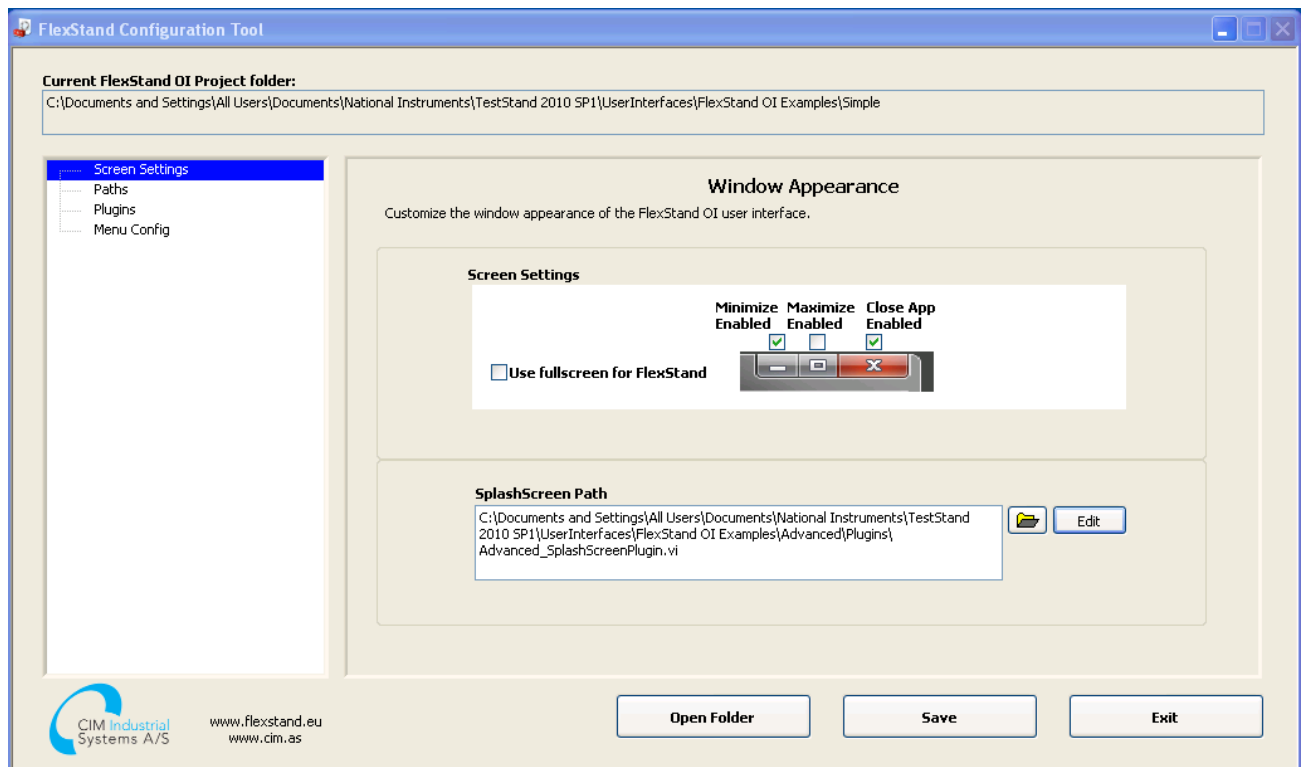 FlexStand Configuration Tool
Current FlexStand OI Project folder:
C:\Documents and Settings\All Users\Documents\National Instruments\TestStand 2010 SP1\UserInterfaces\FlexStand OI Examples\Simple
Screen Settings
Paths
Plugins
Menu Config
Window Appearance
Customize the window appearance of the FlexStand OI user interface.
Screen Settings
Minimize Maximize Close App
Enabled Enabled Enabled
Use fullscreen for FlexStand
SplashScreen Path
C:\Documents and Settings\All Users\Documents\National Instruments\TestStand
2010 SP1\UserInterfaces\FlexStand OI Examples\Advanced\Plugins\
Advanced_SplashScreenPlugin.vi
Edit
CIM Industrial
Systems A/S
www.flexstand.eu
www.cim.as
Open Folder
Save
Exit